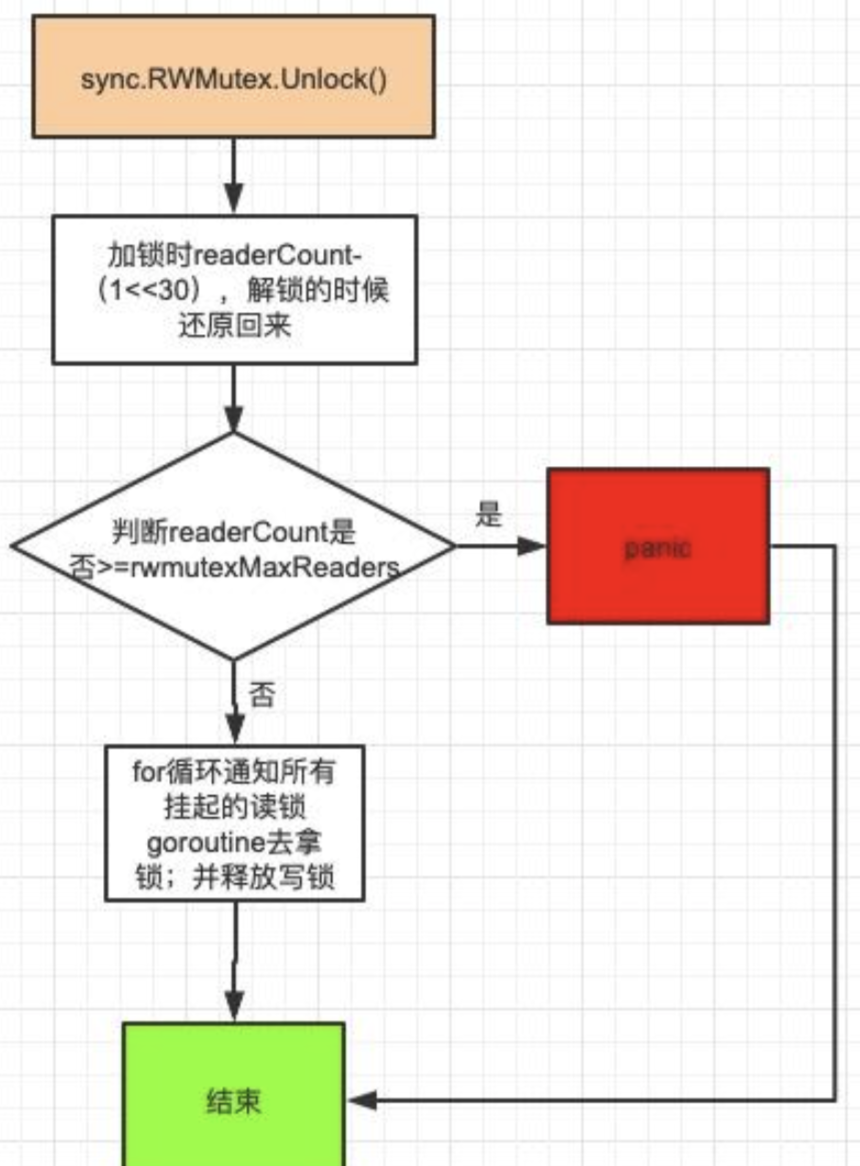 sync.RWMutex.Unlock()
加锁时readerCount-
（1<<30），解锁的时候
还原回来
判断readerCount是
否>=rwmutexMaxReaders
是
panic
否
for循环通知所有
挂起的读锁
goroutine去拿
锁；并释放写锁
结束